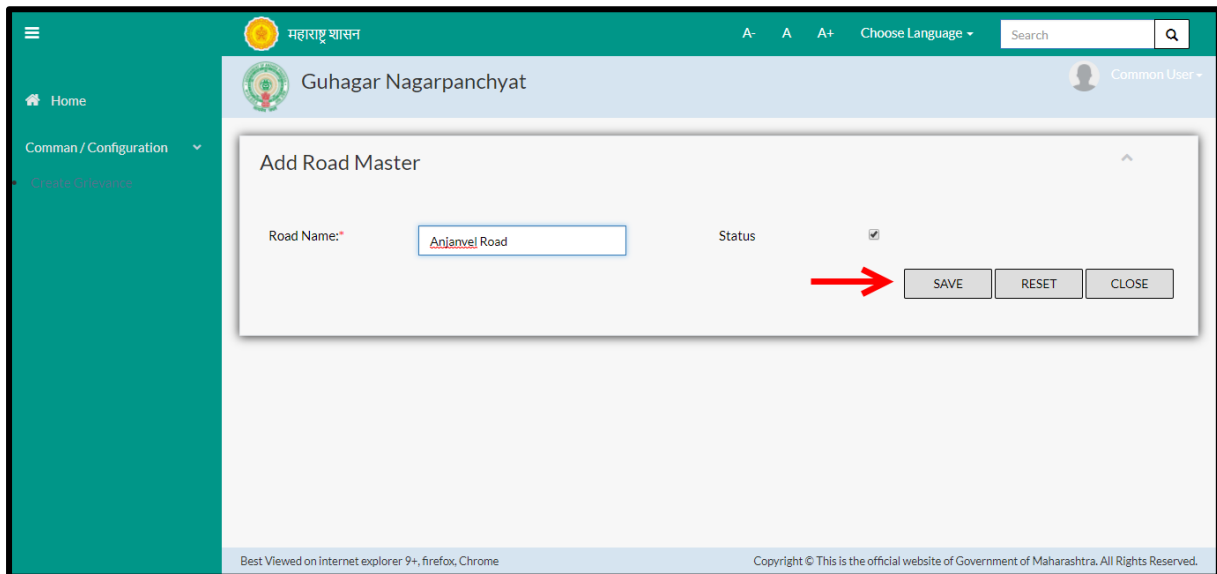 महाराष्ट्र शासन
A- A A+ Choose Language
Search
Guhagar Nagarpanchyat
Common User
Home
Comman / Configuration
Create Grievance
Add Road Master
Road Name:*
Anjanvel Road
Status
SAVE RESET CLOSE
Best Viewed on internet explorer 9+, firefox, Chrome
Copyright © This is the official website of Government of Maharashtra. All Rights Reserved.